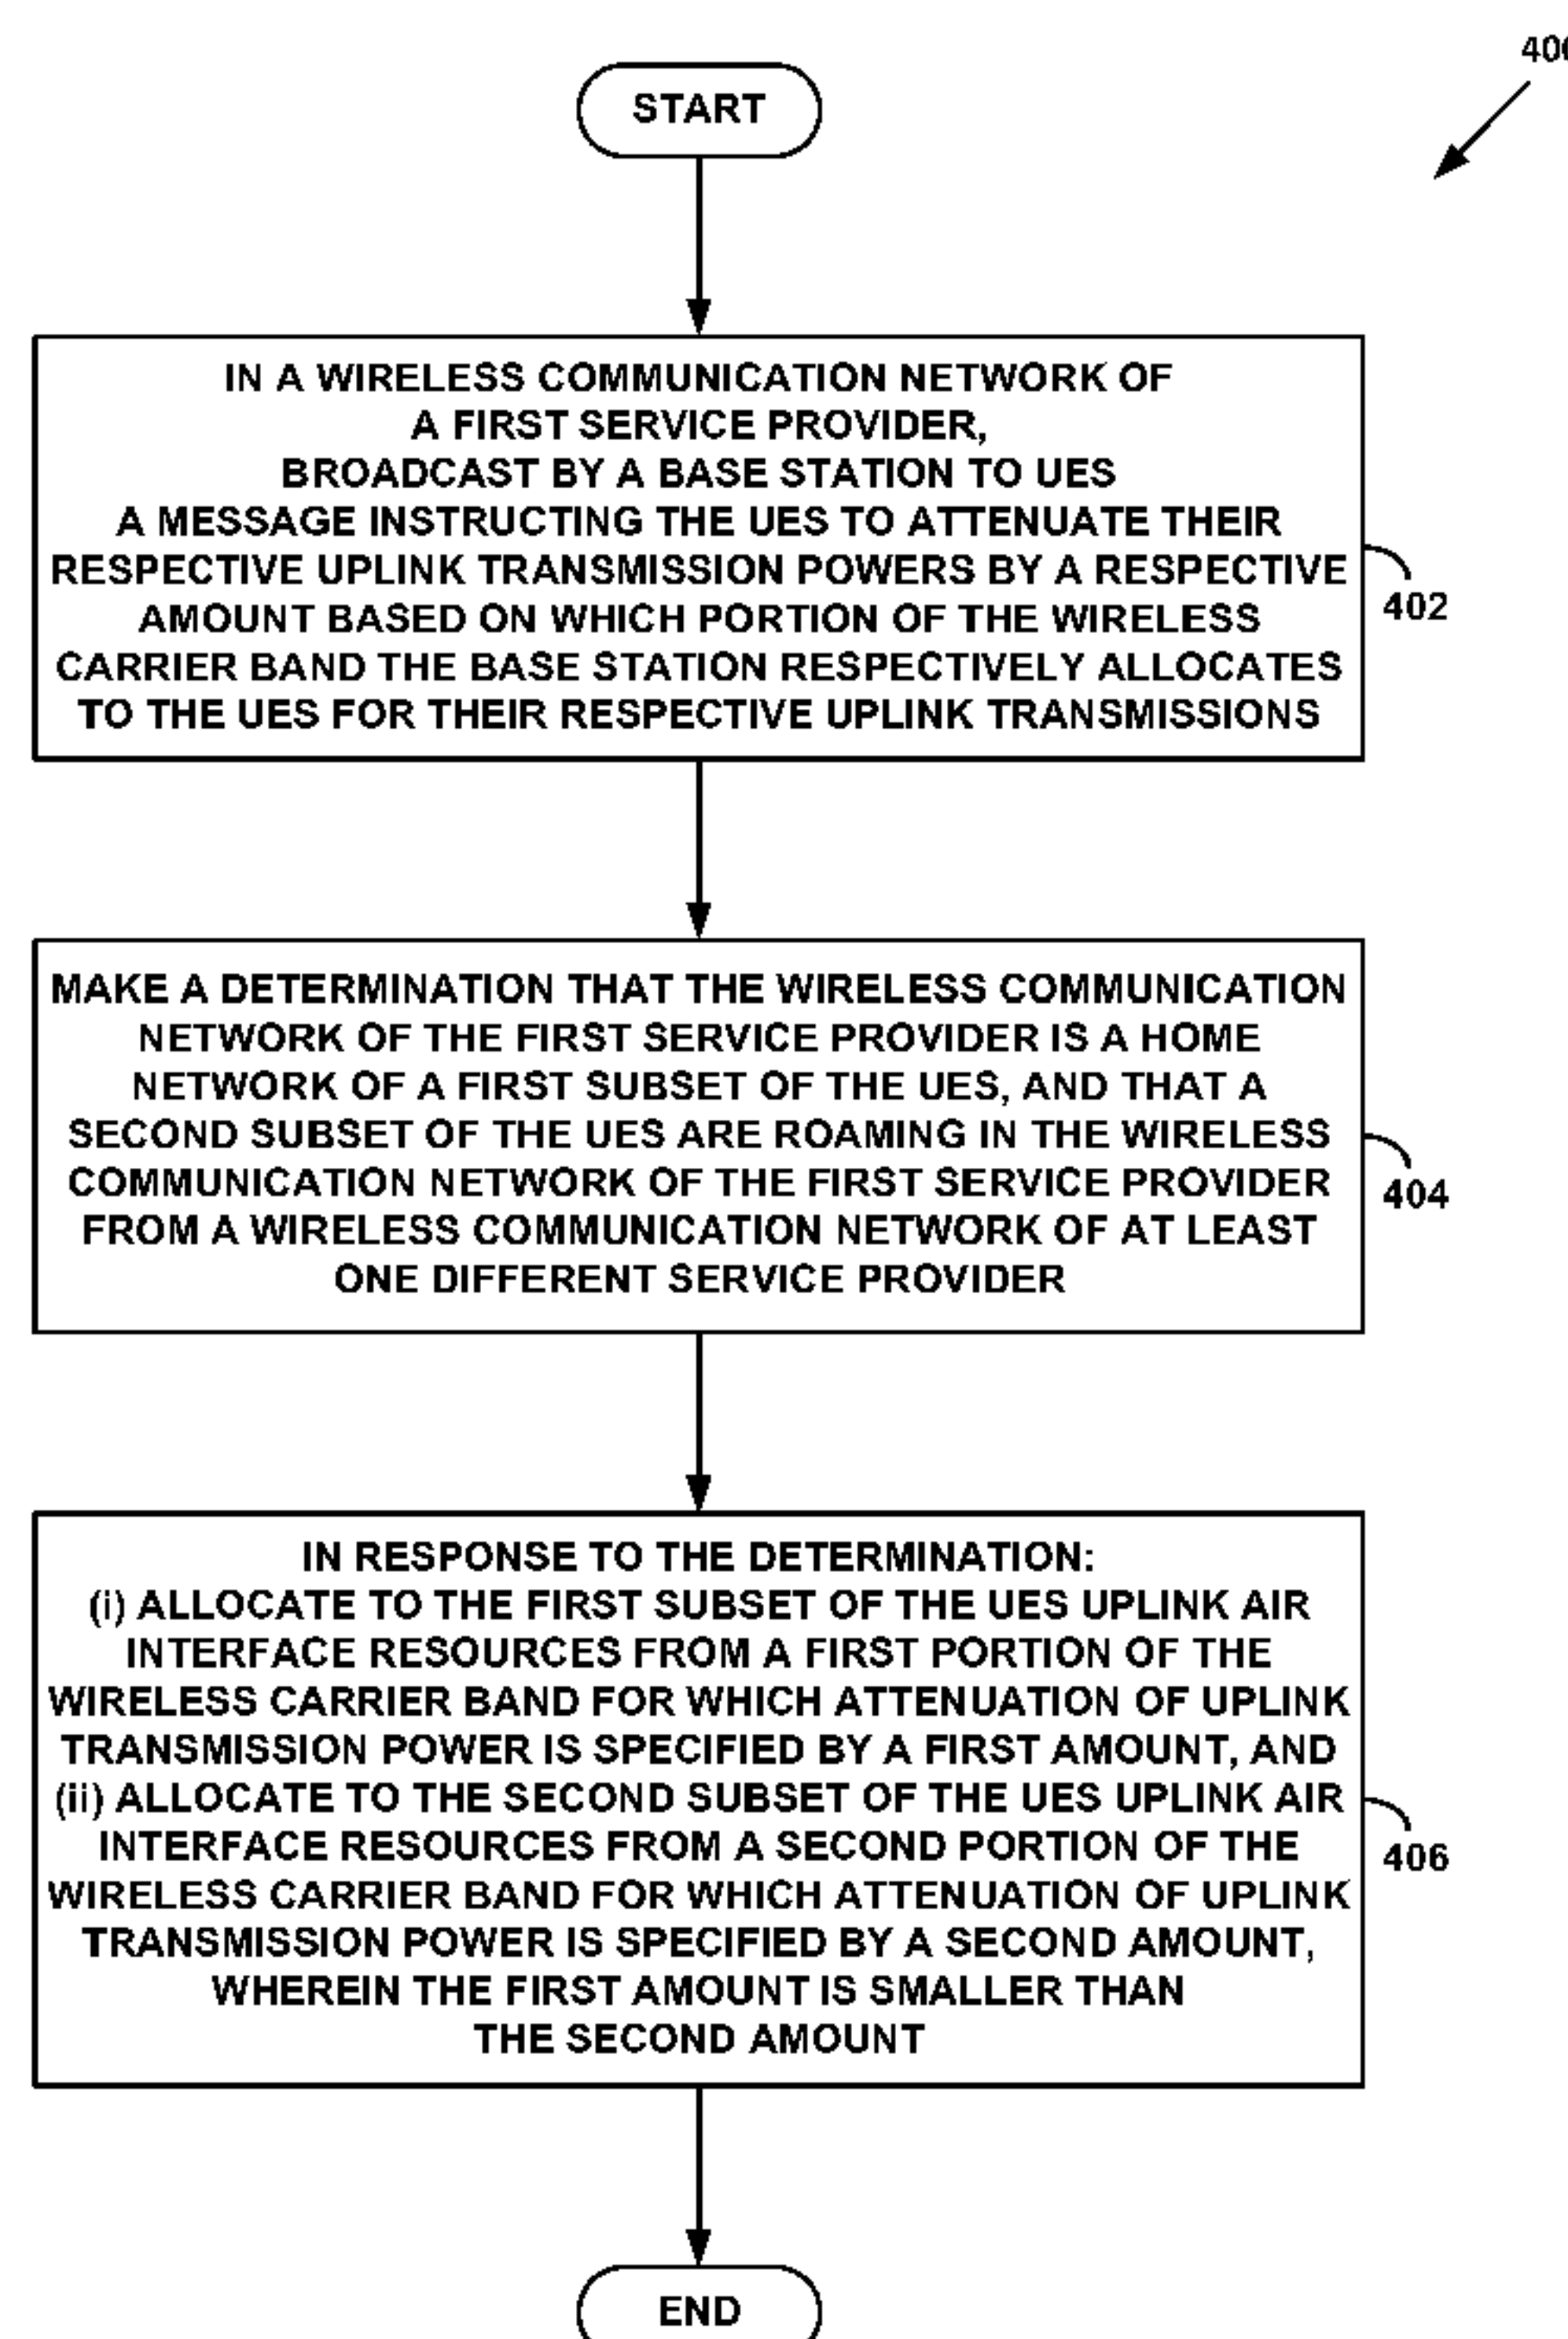 START
IN A WIRELESS COMMUNICATION NETWORK OF
A FIRST SERVICE PROVIDER,
BROADCAST BY A BASE STATION TO UES
A MESSAGE INSTRUCTING THE UES TO ATTENUATE THEIR
RESPECTIVE UPLINK TRANSMISSION POWERS BY A RESPECTIVE
AMOUNT BASED ON WHICH PORTION OF THE WIRELESS
CARRIER BAND THE BASE STATION RESPECTIVELY ALLOCATES
TO THE UES FOR THEIR RESPECTIVE UPLINK TRANSMISSIONS
402
MAKE A DETERMINATION THAT THE WIRELESS COMMUNICATION
NETWORK OF THE FIRST SERVICE PROVIDER IS A HOME
NETWORK OF A FIRST SUBSET OF THE UES, AND THAT A
SECOND SUBSET OF THE UES ARE ROAMING IN THE WIRELESS
COMMUNICATION NETWORK OF THE FIRST SERVICE PROVIDER
FROM A WIRELESS COMMUNICATION NETWORK OF AT LEAST
ONE DIFFERENT SERVICE PROVIDER
404
IN RESPONSE TO THE DETERMINATION:
(i) ALLOCATE TO THE FIRST SUBSET OF THE UES UPLINK AIR
INTERFACE RESOURCES FROM A FIRST PORTION OF THE
WIRELESS CARRIER BAND FOR WHICH ATTENUATION OF UPLINK
TRANSMISSION POWER IS SPECIFIED BY A FIRST AMOUNT, AND
(ii) ALLOCATE TO THE SECOND SUBSET OF THE UES UPLINK AIR
INTERFACE RESOURCES FROM A SECOND PORTION OF THE
WIRELESS CARRIER BAND FOR WHICH ATTENUATION OF UPLINK
TRANSMISSION POWER IS SPECIFIED BY A SECOND AMOUNT,
WHEREIN THE FIRST AMOUNT IS SMALLER THAN
THE SECOND AMOUNT
406
END